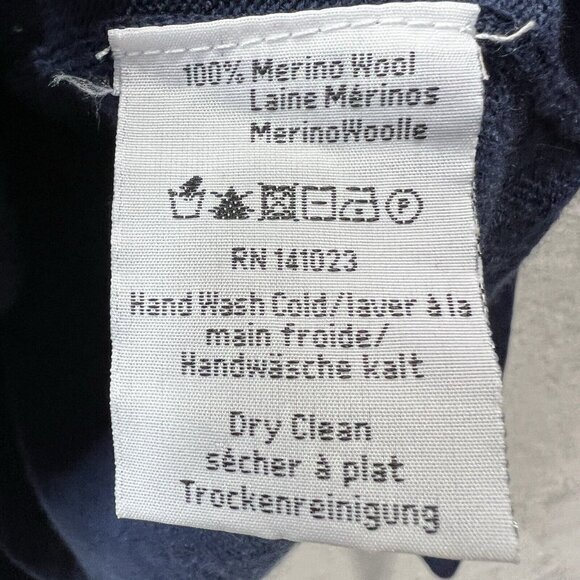 100% Merino Wool
Laine Mérinos
MerinoWoolle
F
RN 141023
Hand Wash Cold/laver à la
main froide/
Handwäsche kalt
Dry Clean
sécher à plat
Trockenreinigung